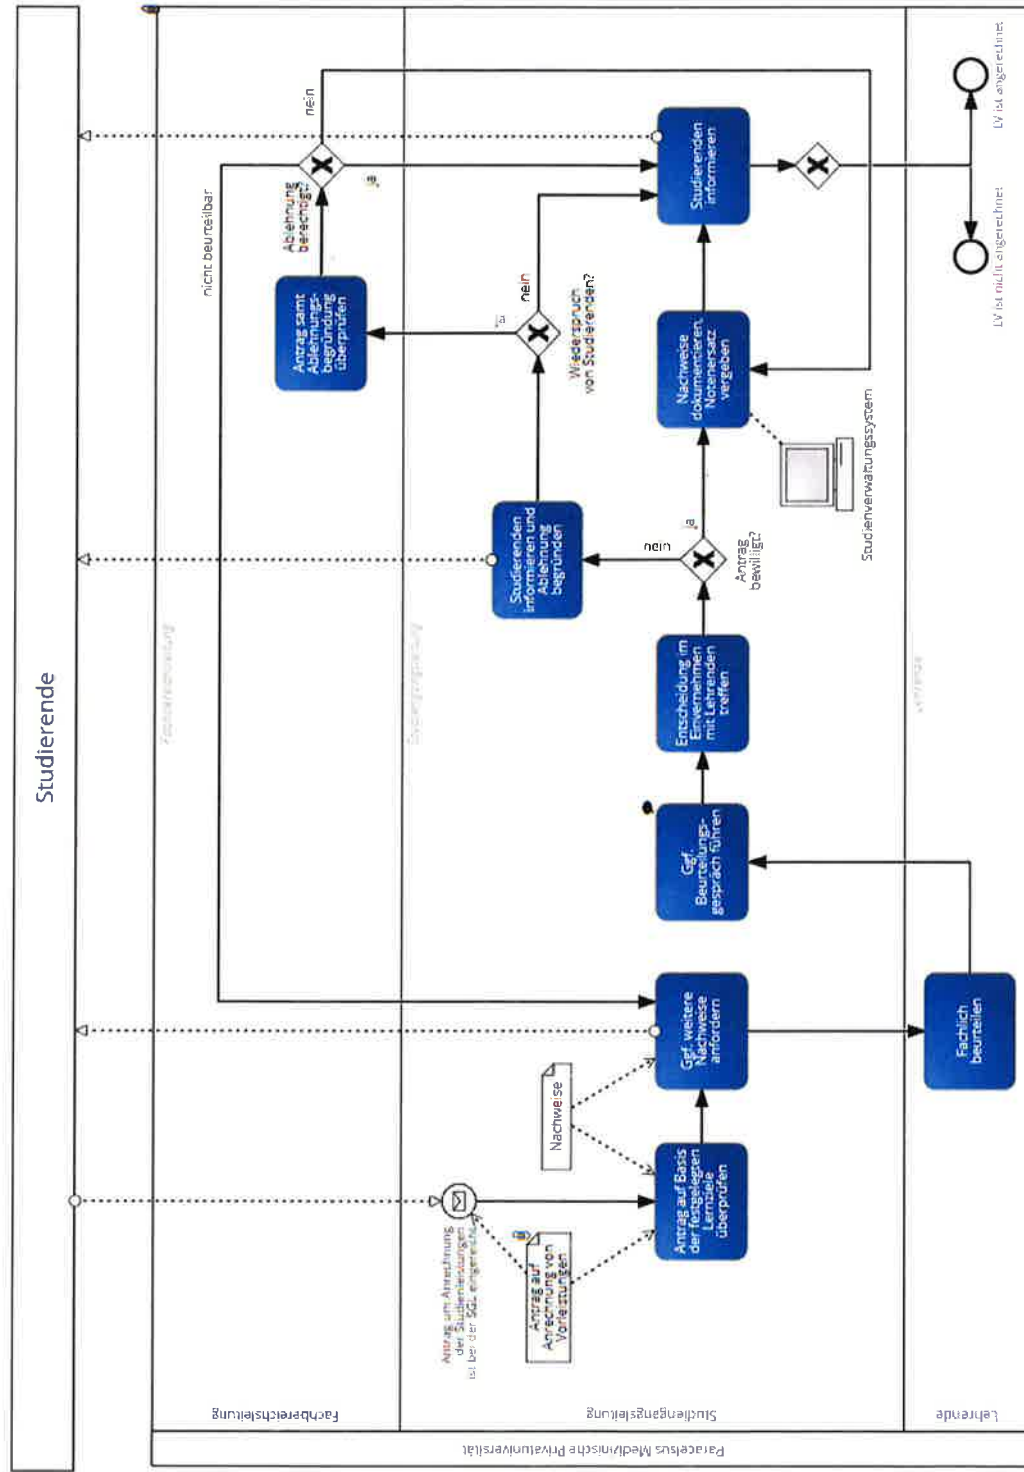 Studierende
Paracelsus Medizinische Privatuniversität
Fachbereichsleitung
Studiengangsleitung
Lehrende
Fachbereichsleitung
Studiengangsleitung
Lehrende
Antrag um Anrechnung
der Studienleistungen
ist bei der SGL eingereicht
Antrag auf
Anrechnung von
Vorleistungen
Nachweise
Antrag auf Basis
der festgelegten
Lernziele
überprüfen
Ggf. weitere
Nachweise
anfordern
Fachlich
beurteilen
Ggf.
Beurteilungs-
gespräch führen
Entscheidung im
Einvernehmen
mit Lehrenden
treffen
Antrag
bewilligt?
nein
ja
Studierenden
informieren und
Ablehnung
begründen
Wiederspruch
von Studierenden?
ja
nein
Antrag samt
Ablehnungs-
begründung
überprüfen
Ablehnung
berechtigt?
nicht beurteilbar
nein
ja
Nachweise
dokumentieren,
Notenersatz
vergeben
Studienverwaltungssystem
Studierenden
informieren
LV ist nicht angerechnet
LV ist angerechnet